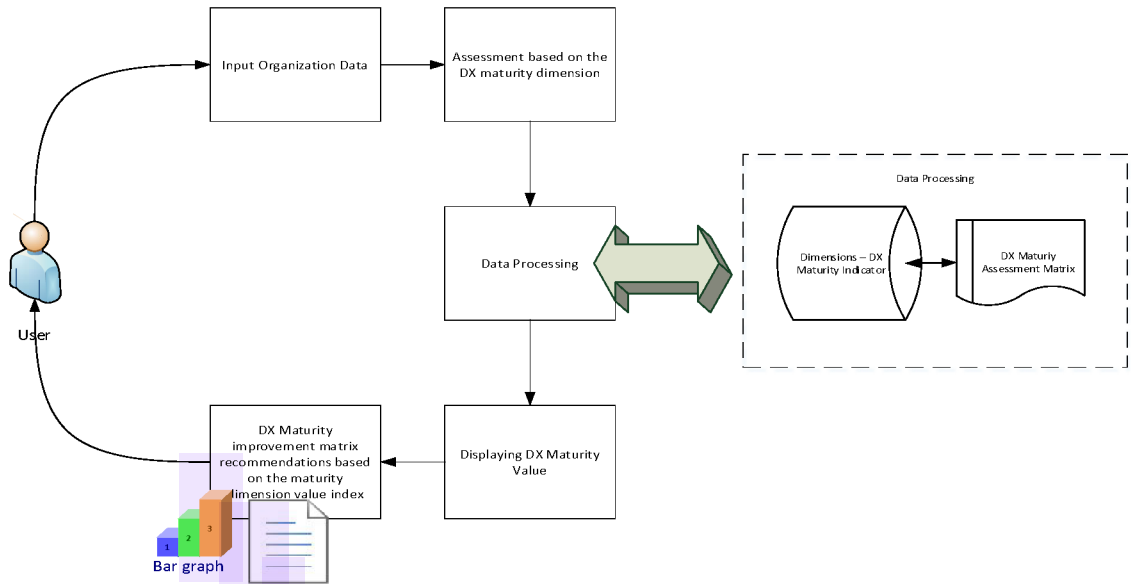 Input Organization Data
Assessment based on the
DX maturity dimension
Data Processing
Data Processing
Dimensions – DX
Maturity Indicator
DX Maturiy
Assessment Matrix
User
DX Maturity
improvement matrix
recommendations based
on the maturity
dimension value index
Displaying DX Maturity
Value
1
2
3
Bar graph